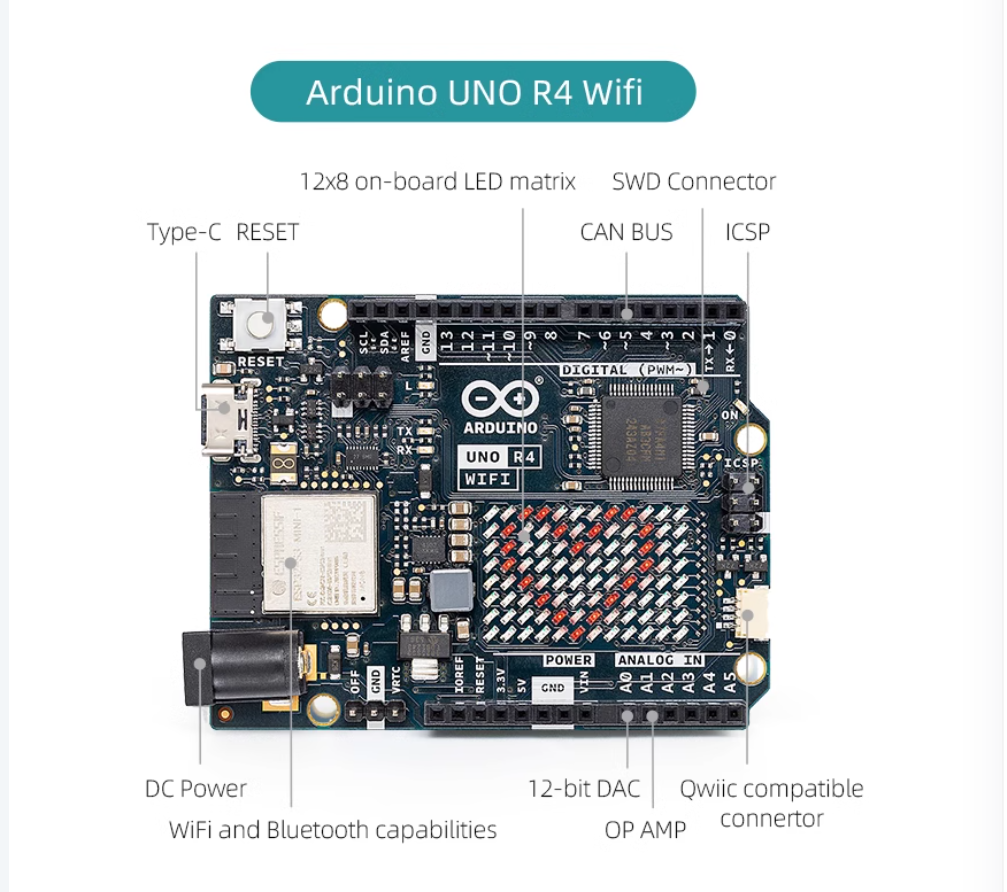 Arduino UNO R4 Wifi
12x8 on-board LED matrix
SWD Connector
Type-C
RESET
CAN BUS
ICSP
RESET
SCL
SDA
AREF
GND
13
12
~11
~10
~9
8
7
~6
~5
4
~3
2
TX→1
RX←0
DIGITAL (PWM~)
L
ARDUINO
ON
TX
RX
UNO R4
WIFI
ICSP
POWER
ANALOG IN
OFF
GND
VRTC
IOREF
RESET
3.3V
5V
GND
VIN
A0
A1
A2
A3
A4
A5
DC Power
12-bit DAC
Qwiic compatible
connertor
WiFi and Bluetooth capabilities
OP AMP